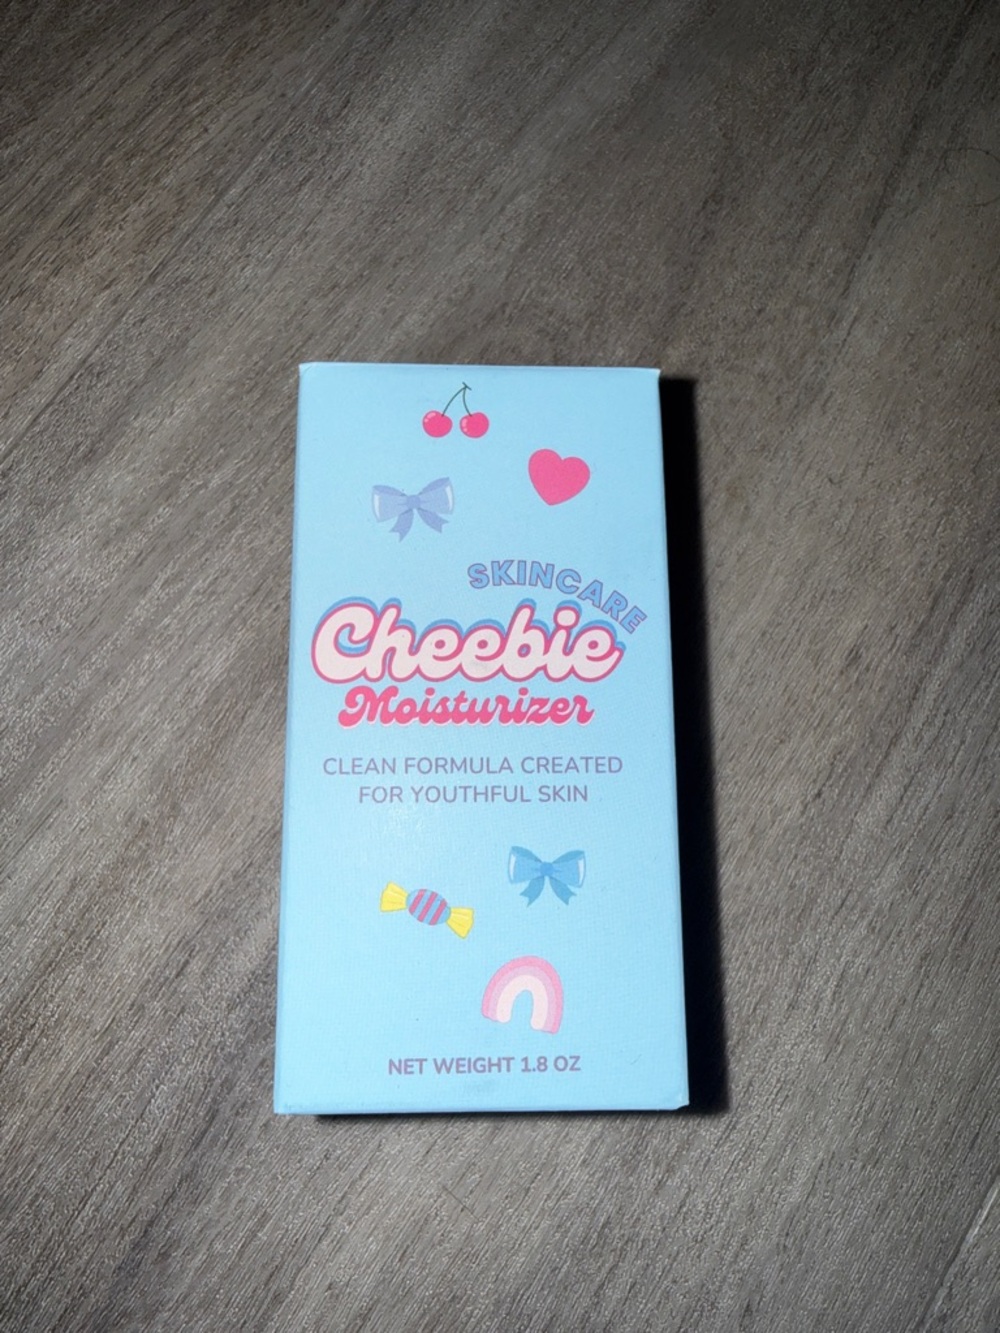 SKINCARE
Cheebie
Moisturizer
CLEAN FORMULA CREATED
FOR YOUTHFUL SKIN
NET WEIGHT 1.8 OZ